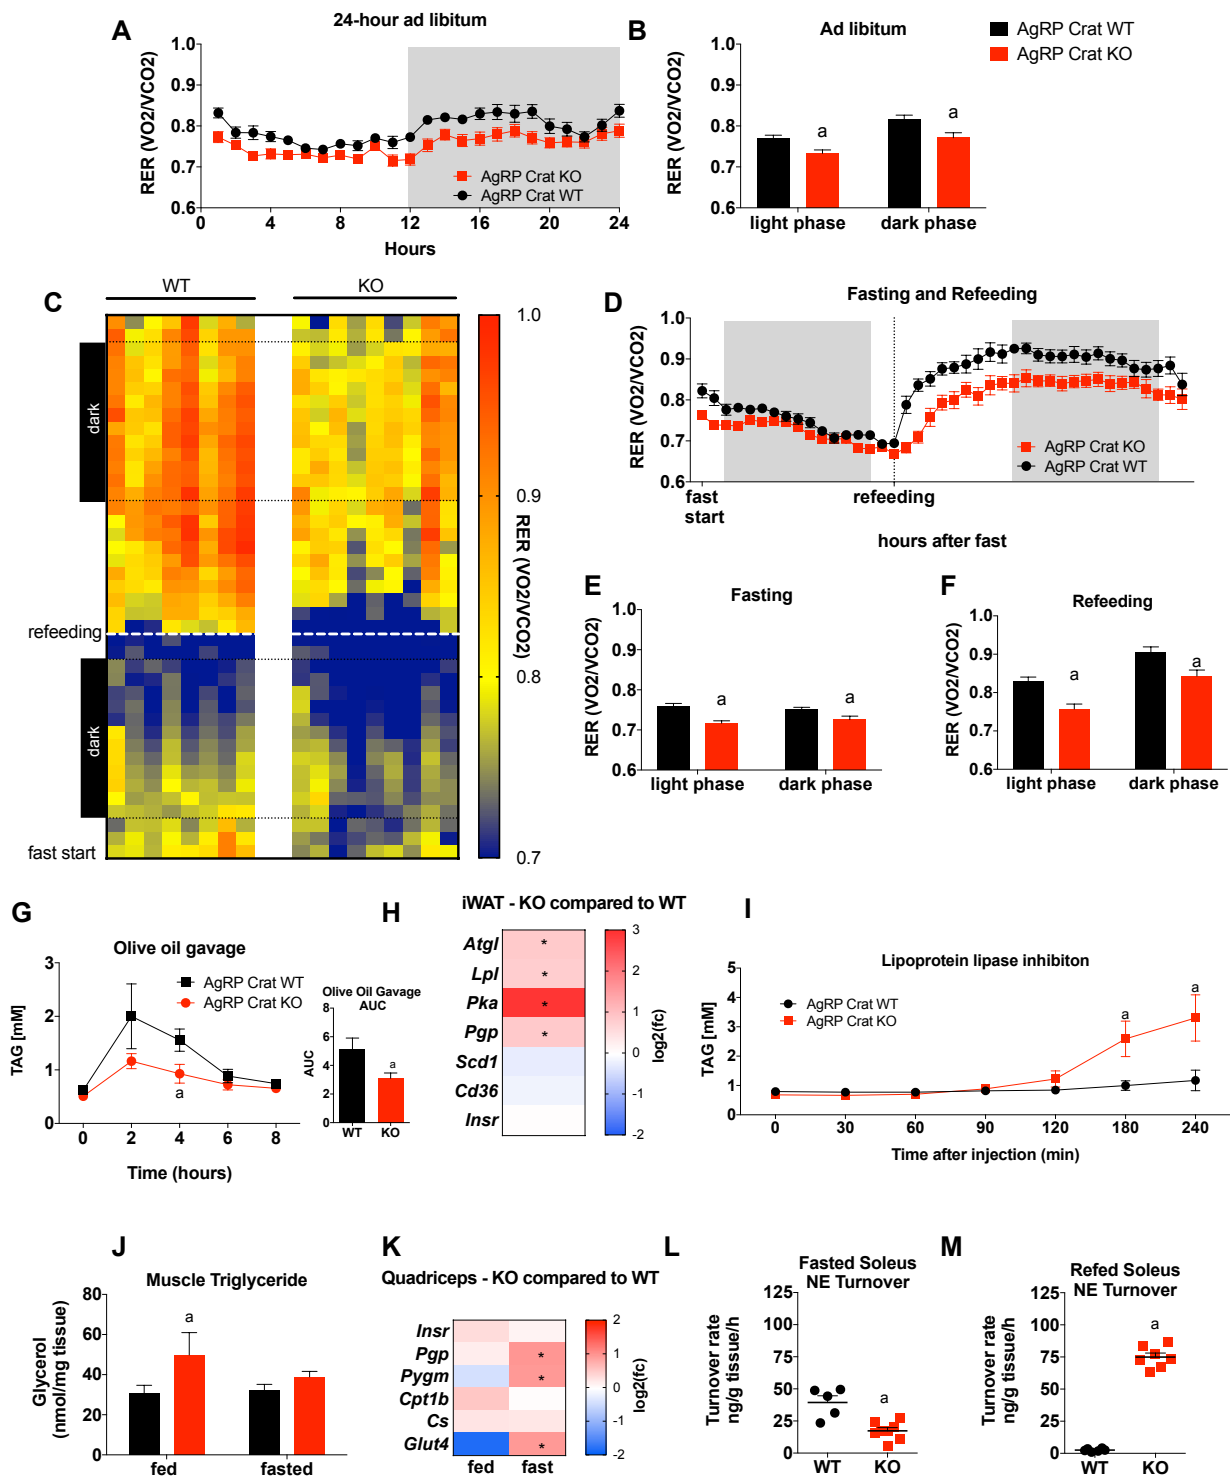 A
24-hour ad libitum
RER (VO2/VCO2)
1.0
0.9
0.8
0.7
0.6
AgRP Crat KO
AgRP Crat WT
0
4
8
12
16
20
24
Hours
B
Ad libitum
AgRP Crat WT
AgRP Crat KO
RER (VO2/VCO2)
1.0
0.9
0.8
0.7
0.6
a
a
light phase
dark phase
C
WT
KO
dark
refeeding
dark
fast start
1.0
0.9
0.8
0.7
RER (VO2/VCO2)
D
Fasting and Refeeding
RER (VO2/VCO2)
1.0
0.9
0.8
0.7
0.6
AgRP Crat KO
AgRP Crat WT
fast
start
refeeding
hours after fast
E
Fasting
RER (VO2/VCO2)
1.0
0.9
0.8
0.7
0.6
a
a
light phase
dark phase
F
Refeeding
RER (VO2/VCO2)
1.0
0.9
0.8
0.7
0.6
a
a
light phase
dark phase
G
Olive oil gavage
TAG [mM]
3
2
1
0
AgRP Crat WT
AgRP Crat KO
a
0
2
4
6
8
Time (hours)
Olive Oil Gavage
AUC
AUC
8
6
4
2
0
a
WT
KO
H
iWAT - KO compared to WT
Atgl
*
Lpl
*
Pka
*
Pgp
*
Scd1
Cd36
Insr
3
2
1
0
-1
-2
log2(fc)
I
Lipoprotein lipase inhibiton
TAG [mM]
5
4
3
2
1
0
AgRP Crat WT
AgRP Crat KO
a
a
0
30
60
90
120
180
240
Time after injection (min)
J
Muscle Triglyceride
Glycerol
(nmol/mg tissue)
80
60
40
20
0
a
fed
fasted
K
Quadriceps - KO compared to WT
Insr
Pgp
*
Pygm
*
Cpt1b
Cs
Glut4
*
fed
fast
2
1
0
-1
-2
log2(fc)
L
Fasted Soleus
NE Turnover
Turnover rate
ng/g tissue/h
125
100
75
50
25
0
a
WT
KO
M
Refed Soleus
NE Turnover
Turnover rate
ng/g tissue/h
125
100
75
50
25
0
a
WT
KO